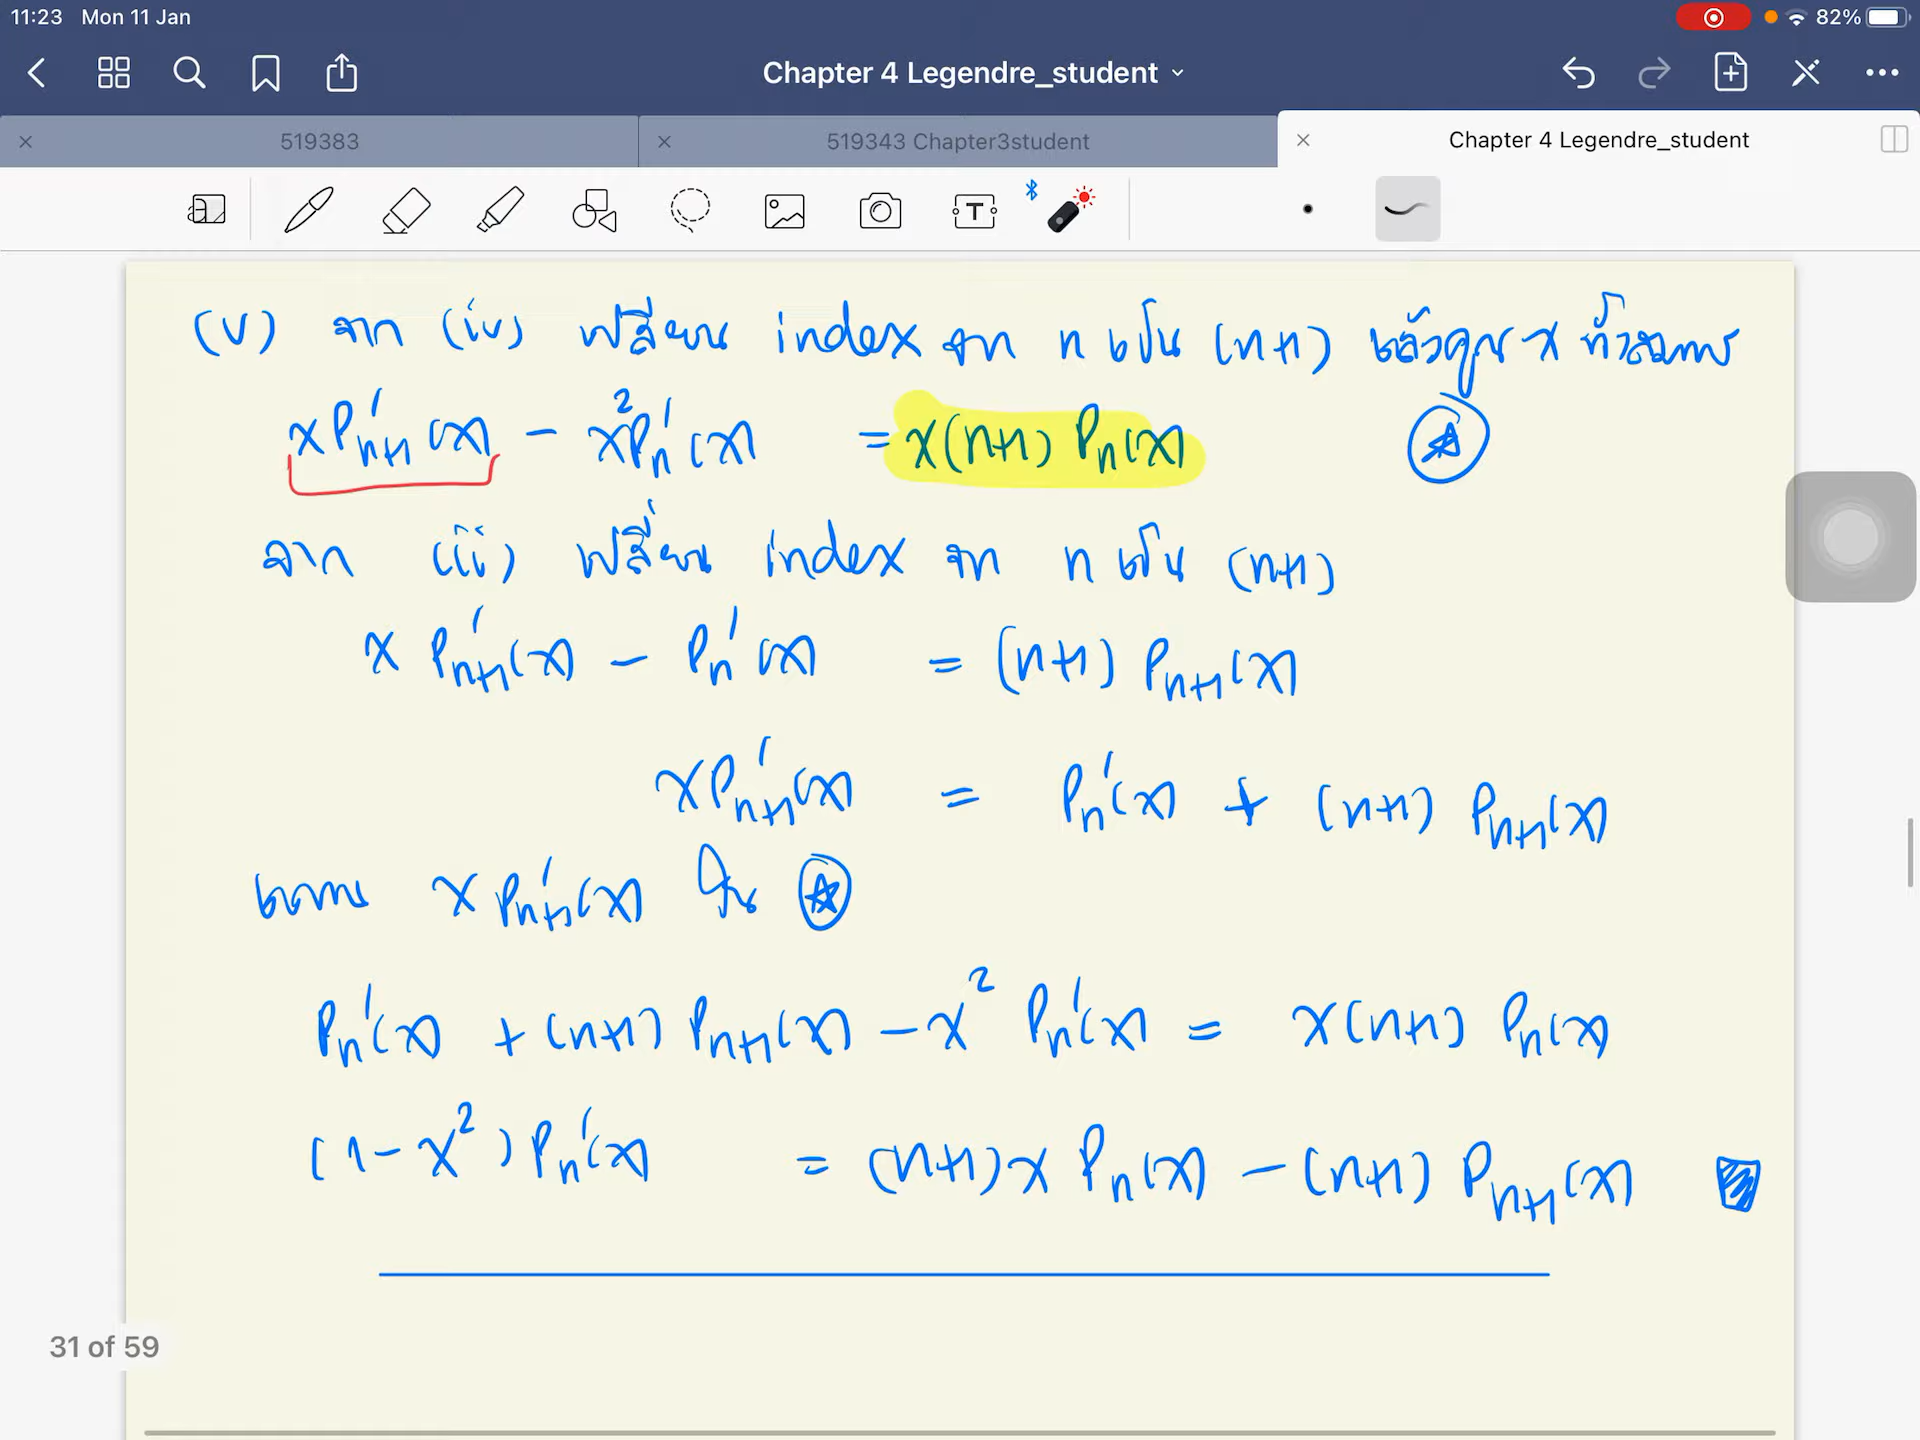 11:23 Mon 11 Jan 82%
Chapter 4 Legendre_student
519383 519343 Chapter3student Chapter 4 Legendre_student
(v) จาก (iv) เปลี่ยน index จาก n เป็น (n+1) แล้วคูณ x ทั้งสมการ
xP'ₙ₊₁(x) - x²P'ₙ(x) = x(n+1) Pₙ(x) ☆
จาก (iii) เปลี่ยน index จาก n เป็น (n+1)
x P'ₙ₊₁(x) - P'ₙ(x) = (n+1) Pₙ₊₁(x)
xP'ₙ₊₁(x) = P'ₙ(x) + (n+1) Pₙ₊₁(x)
แทน x P'ₙ₊₁(x) ใน ☆
P'ₙ(x) + (n+1) Pₙ₊₁(x) - x² P'ₙ(x) = x(n+1) Pₙ(x)
(1-x²) P'ₙ(x) = (n+1)x Pₙ(x) - (n+1) Pₙ₊₁(x)
31 of 59